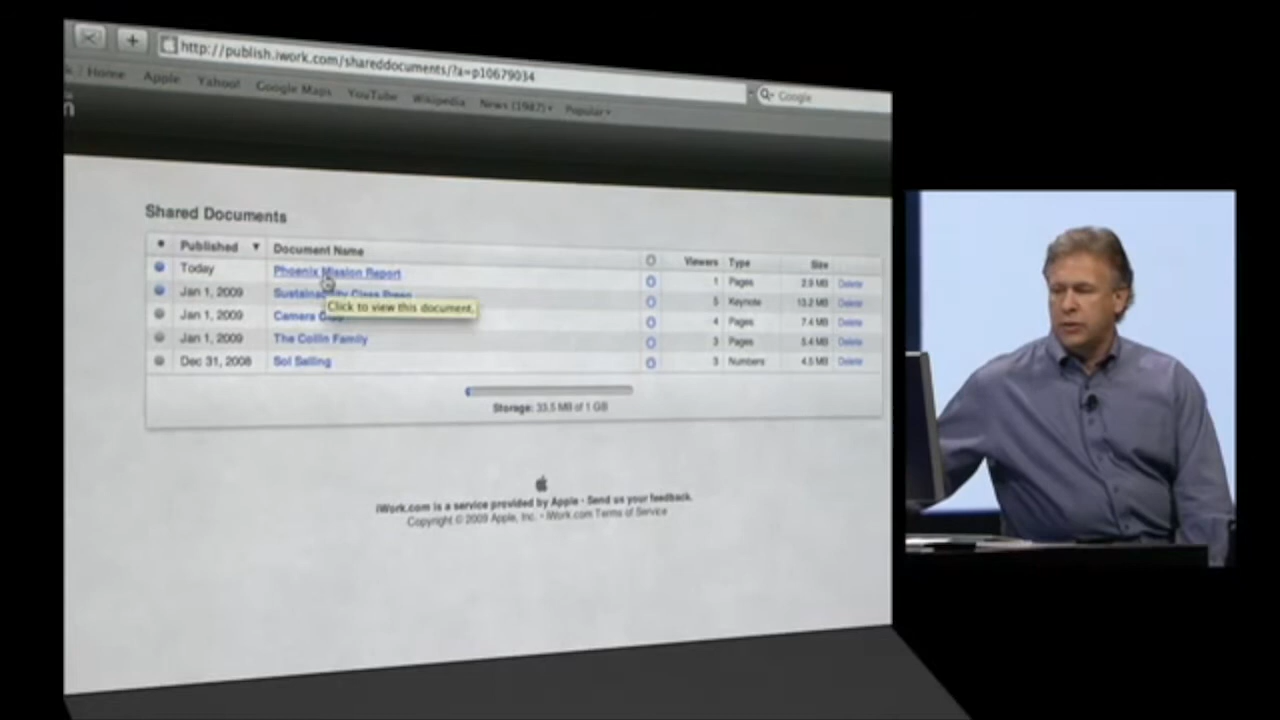 http://publish.iwork.com/shareddocuments/?a=p10679034
Google
Home Apple Yahoo! Google Maps YouTube Wikipedia News (1982) Popular
Shared Documents
Published Document Name Viewers Type Size
Today Phoenix Mission Report 1 Pages 2.9 MB Delete
Jan 1, 2009 5 Keynote 13.2 MB Delete
Click to view this document.
Jan 1, 2009 Camera 4 Pages 7.4 MB Delete
Jan 1, 2009 The Collin Family 3 Pages 5.4 MB Delete
Dec 31, 2008 Sol Selling 3 Numbers 4.5 MB Delete
Storage: 33.5 MB of 1 GB
iWork.com is a service provided by Apple - Send us your feedback.
Copyright © 2009 Apple, Inc. • iWork.com Terms of Service